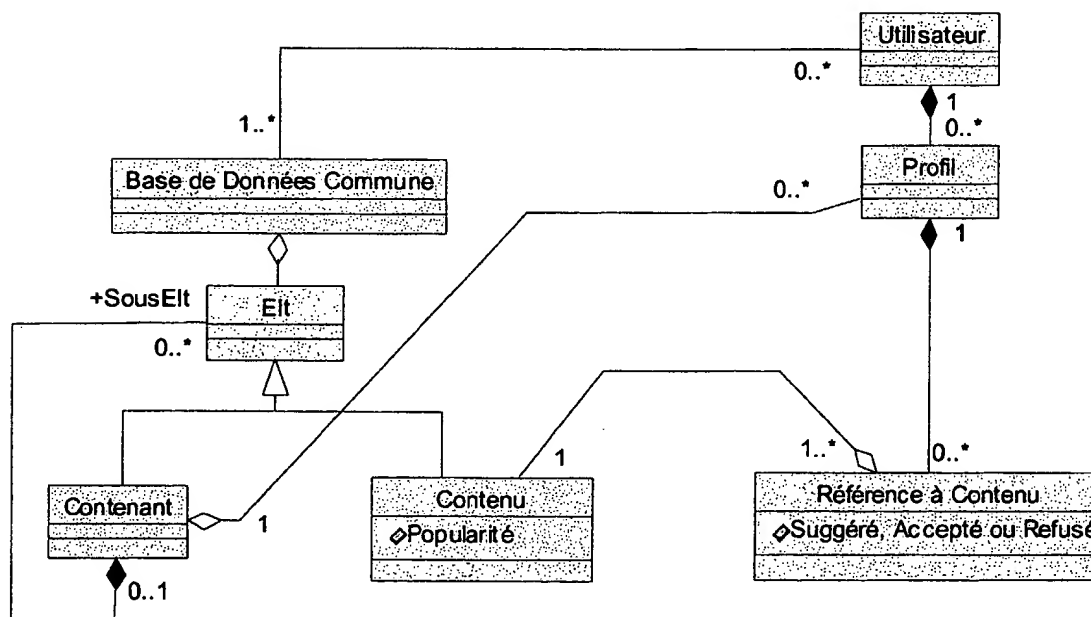 Utilisateur
0..*
1
1..*
0..*
Base de Données Commune
Profil
0..*
1
+SousElt
Elt
0..*
1
1..*
0..*
Contenant
Contenu
Référence à Contenu
1
Popularité
Suggéré, Accepté ou Refusé
0..1